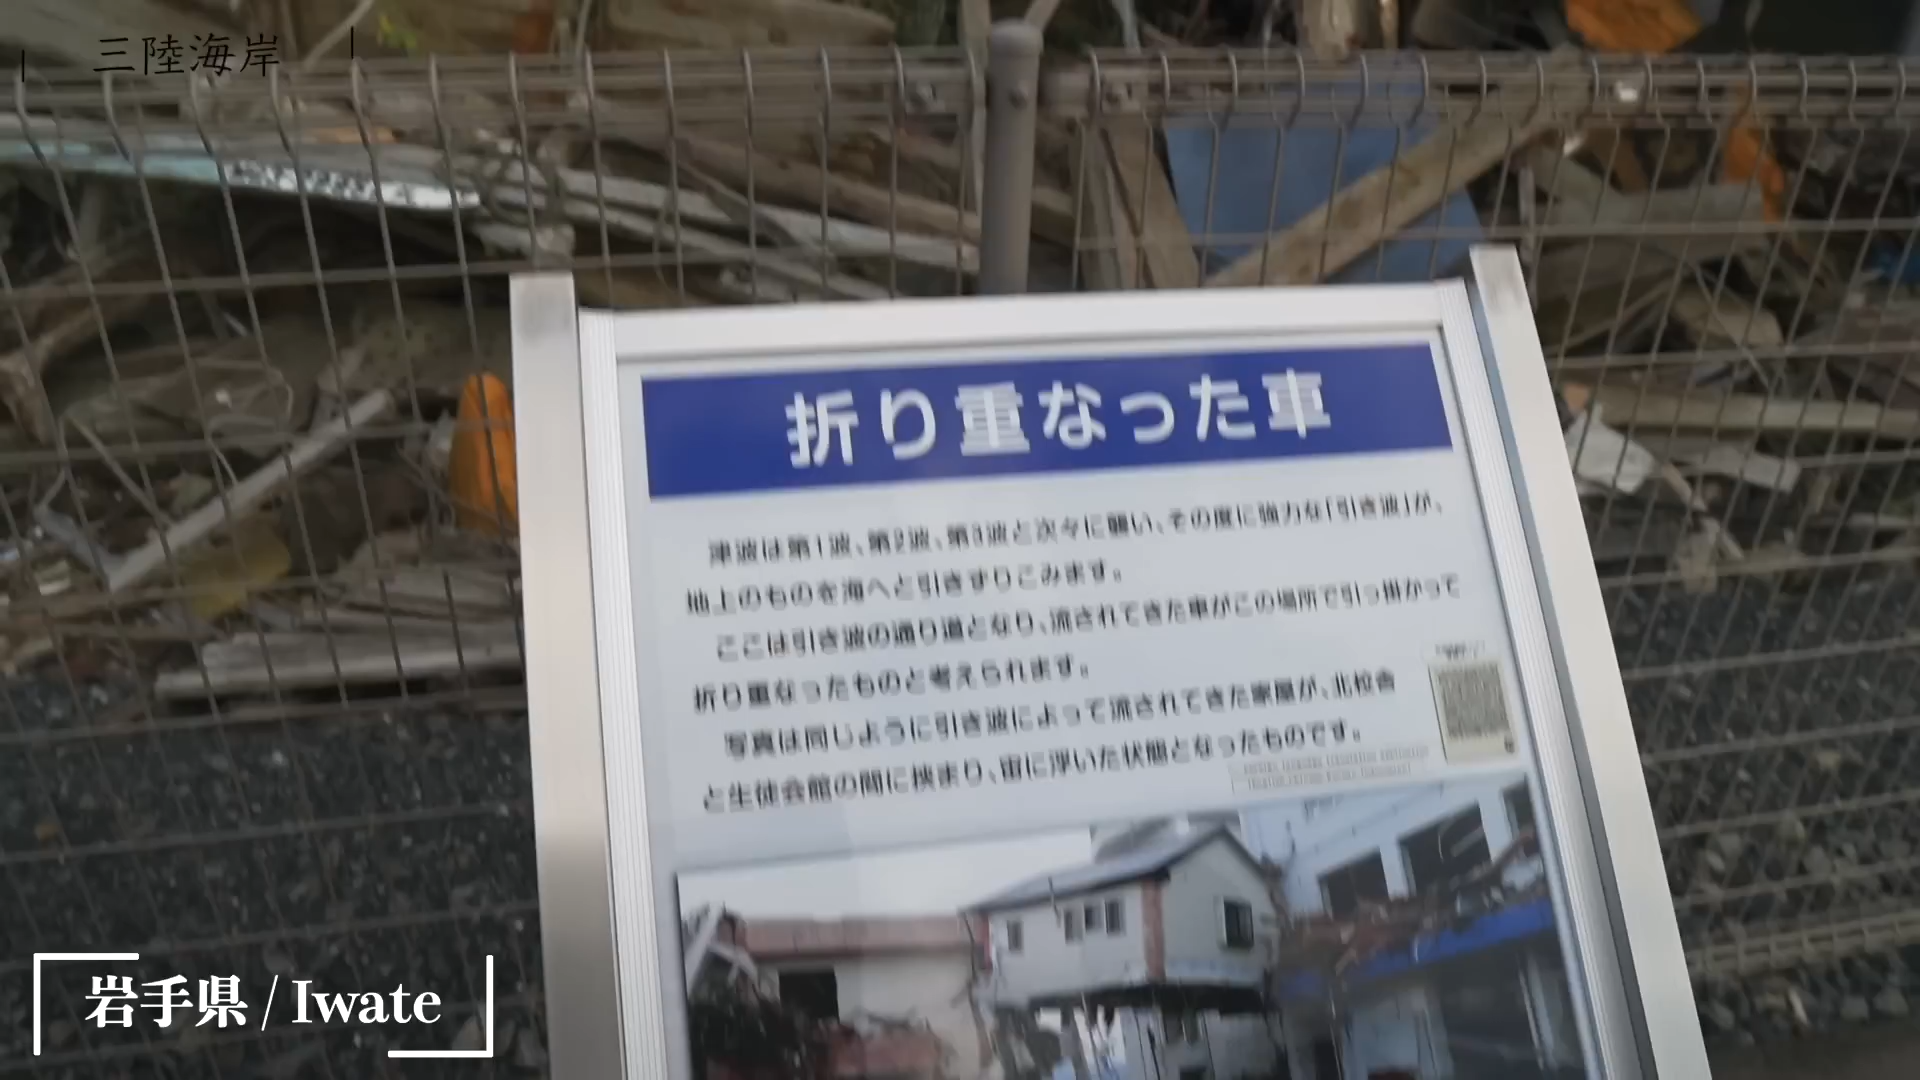 三陸海岸
折り重なった車
津波は第1波、第2波、第3波と次々に襲い、その度に強力な「引き波」が、
地上のものを海へと引きずりこみます。
ここは引き波の通り道となり、流されてきた車がこの場所で引っ掛かって
折り重なったものと考えられます。
写真は同じように引き波によって流されてきた家屋が、北校舎
と生徒会館の間に挟まり、宙に浮いた状態となったものです。
岩手県 / Iwate